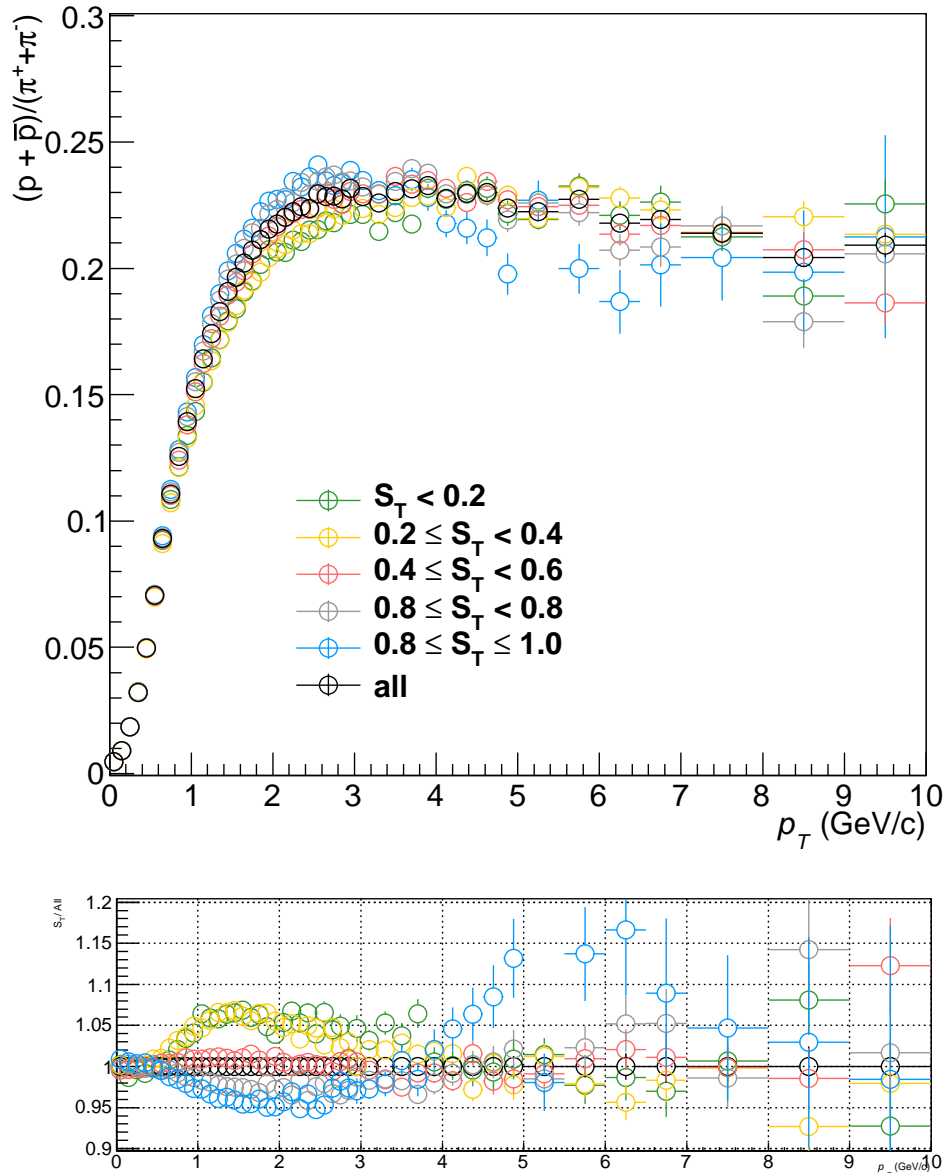 0.3
(p + p̅)/(π⁺+π⁻)
0.25
0.2
0.15
0.1
0.05
0
S_T < 0.2
0.2 ≤ S_T < 0.4
0.4 ≤ S_T < 0.6
0.8 ≤ S_T < 0.8
0.8 ≤ S_T ≤ 1.0
all
0 1 2 3 4 5 6 7 8 9 10
p_T (GeV/c)
S_T / All
1.2
1.15
1.1
1.05
1
0.95
0.9
0 1 2 3 4 5 6 7 8 9 10
p_T (GeV/c)